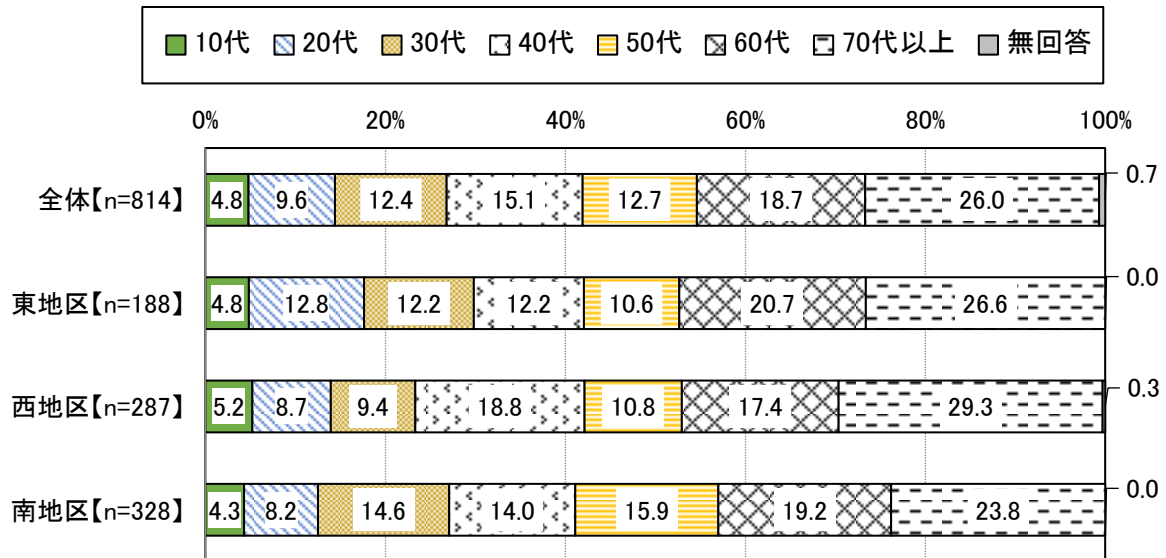 10代 20代 30代 40代 50代 60代 70代以上 無回答
0% 20% 40% 60% 80% 100%
全体【n=814】 4.8 9.6 12.4 15.1 12.7 18.7 26.0 0.7
東地区【n=188】 4.8 12.8 12.2 12.2 10.6 20.7 26.6 0.0
西地区【n=287】 5.2 8.7 9.4 18.8 10.8 17.4 29.3 0.3
南地区【n=328】 4.3 8.2 14.6 14.0 15.9 19.2 23.8 0.0